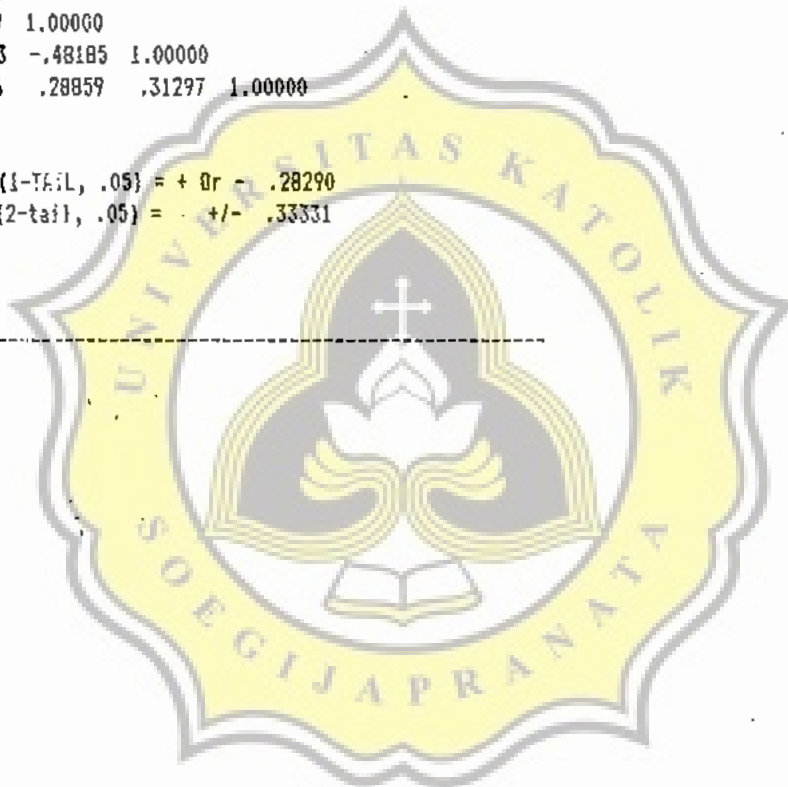 1.00000
-.48185 1.00000
.28859 .31297 1.00000
(1-TAIL, .05) = + Or - .28290
(2-tail, .05) = +/- .33331
UNIVERSITAS KATOLIK
SOEGIJAPRANATA